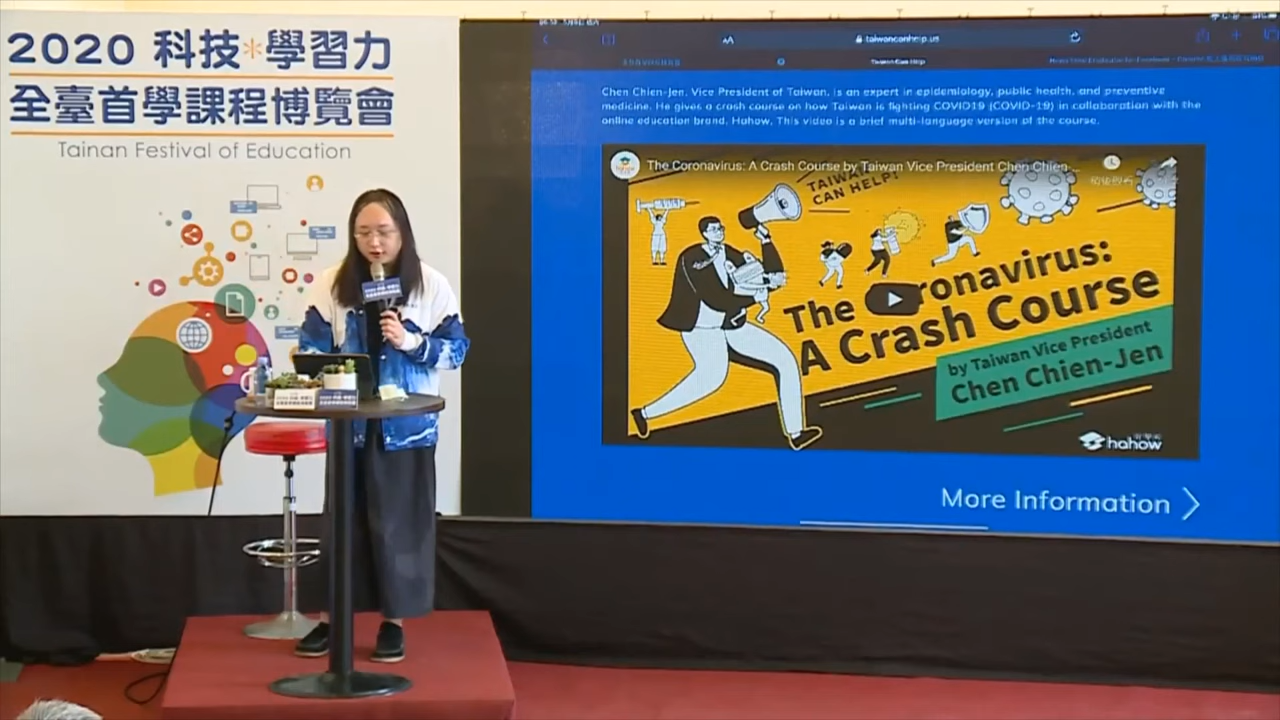 2020 科技*學習力
全臺首學課程博覽會
Tainan Festival of Education
taiwancanhelp.us
Taiwan Can Help
Chen Chien-Jen, Vice President of Taiwan, is an expert in epidemiology, public health, and preventive
medicine. He gives a crash course on how Taiwan is fighting COVID19 (COVID-19) in collaboration with the
online education brand, Hahow. This video is a brief multi-language version of the course.
The Coronavirus: A Crash Course by Taiwan Vice President Chen Chien-...
TAIWAN
CAN HELP!
The Coronavirus:
A Crash Course
by Taiwan Vice President
Chen Chien-Jen
hahow
More Information